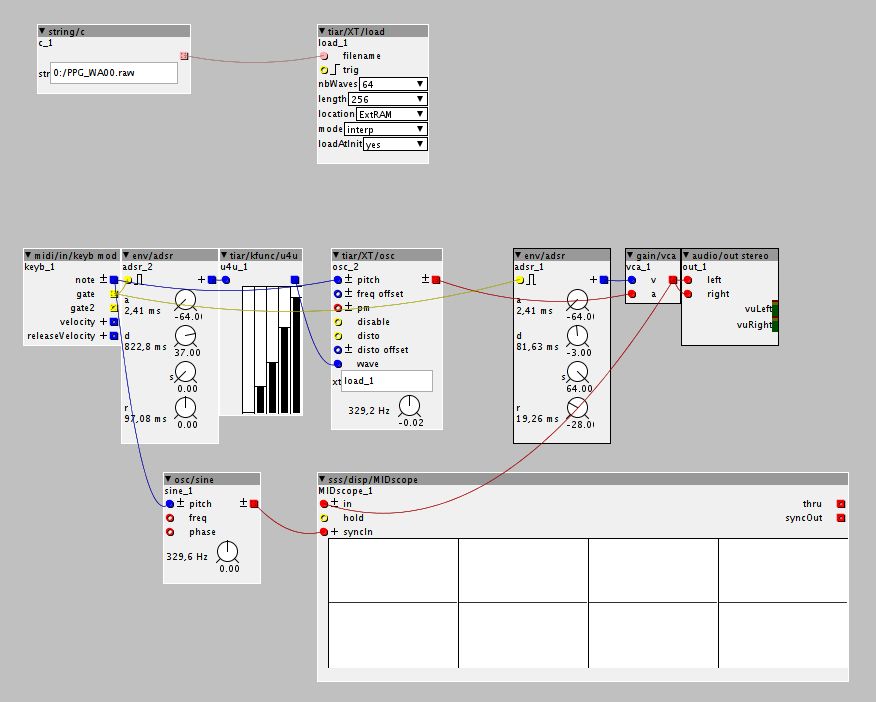 string/c
c_1
str 0:/PPG_WA00.raw
tiar/XT/load
load_1
filename
trig
nbWaves 64
length 256
location ExtRAM
mode interp
loadAtInit yes
midi/in/keyb mod
keyb_1
note ±
gate
gate2
velocity +
releaseVelocity +
env/adsr
adsr_2
+
a
2,41 ms
-64.0
d
822,8 ms
37.00
s
0.00
r
97,08 ms
0.00
tiar/kfunc/u4u
u4u_1
tiar/XT/osc
osc_2
± pitch ±
± freq offset
± pm
disable
disto
± disto offset
wave
xt load_1
329,2 Hz
-0.02
env/adsr
adsr_1
+
a
2,41 ms
-64.0
d
81,63 ms
-3.00
s
64.00
r
19,26 ms
-28.0
gain/vca
vca_1
v
a
audio/out stereo
out_1
left
right
vuLeft
vuRight
osc/sine
sine_1
± pitch ±
freq
phase
329,6 Hz
0.00
sss/disp/MIDscope
MIDscope_1
± in
hold
+ syncIn
thru
syncOut